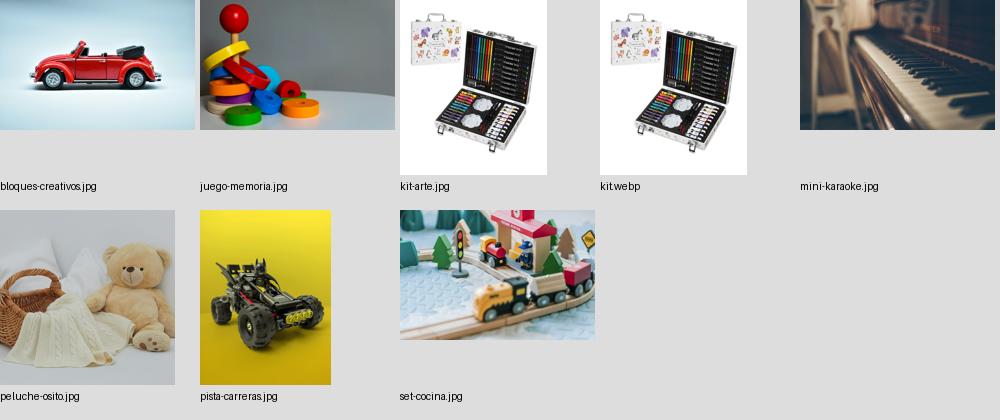 bloques-creativos.jpg
juego-memoria.jpg
kit-arte.jpg
kit.webp
mini-karaoke.jpg
peluche-osito.jpg
pista-carreras.jpg
set-cocina.jpg